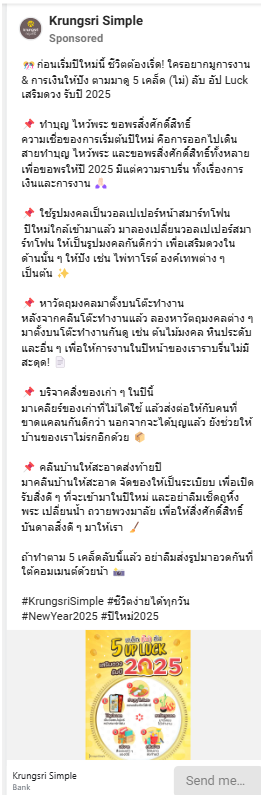 Krungsri Simple
Sponsored
🎊 ก่อนเริ่มปีใหม่นี้ ชีวิตต้องเริ่ด! ใครอยากมูการงาน
& การเงินให้ปัง ตามมาดู 5 เคล็ด (ไม่) ลับ อัป Luck
เสริมดวง รับปี 2025
📌 ทำบุญ ไหว้พระ ขอพรสิ่งศักดิ์สิทธิ์
ความเชื่อของการเริ่มต้นปีใหม่ คือการออกไปเดิน
สายทำบุญ ไหว้พระ และขอพรสิ่งศักดิ์สิทธิ์ทั้งหลาย
เพื่อขอพรให้ปี 2025 มีแต่ความราบรื่น ทั้งเรื่องการ
เงินและการงาน 🙏🏻
📌 ใช้รูปมงคลเป็นวอลเปเปอร์หน้าสมาร์ทโฟน
ปีใหม่ใกล้เข้ามาแล้ว มาลองเปลี่ยนวอลเปเปอร์สมา
ร์ทโฟน ให้เป็นรูปมงคลกันดีกว่า เพื่อเสริมดวงใน
ด้านนั้น ๆ ให้ปัง เช่น ไพ่ทาโรต์ องค์เทพต่าง ๆ
เป็นต้น ✨
📌 หาวัตถุมงคลมาตั้งบนโต๊ะทำงาน
หลังจากคลีนโต๊ะทำงานแล้ว ลองหาวัตถุมงคลต่าง ๆ
มาตั้งบนโต๊ะทำงานกันดู เช่น ต้นไม้มงคล หินประดับ
และอื่น ๆ เพื่อให้การงานในปีหน้าของเราราบรื่นไม่มี
สะดุด! 📄
📌 บริจาคสิ่งของเก่า ๆ ในปีนี้
มาเคลียร์ของเก่าที่ไม่ได้ใช้ แล้วส่งต่อให้กับคนที่
ขาดแคลนกันดีกว่า นอกจากจะได้บุญแล้ว ยังช่วยให้
บ้านของเราไม่รกอีกด้วย 📦
📌 คลีนบ้านให้สะอาดส่งท้ายปี
มาคลีนบ้านให้สะอาด จัดของให้เป็นระเบียบ เพื่อเปิด
รับสิ่งดี ๆ ที่จะเข้ามาในปีใหม่ และอย่าลืมเช็ดถูหิ้ง
พระ เปลี่ยนน้ำ ถวายพวงมาลัย เพื่อให้สิ่งศักดิ์สิทธิ์
บันดาลสิ่งดี ๆ มาให้เรา 🧹
ถ้าทำตาม 5 เคล็ดลับนี้แล้ว อย่าลืมส่งรูปมาอวดกันที่
ใต้คอมเมนต์ด้วยน้า 📸
#KrungsriSimple #ชีวิตง่ายได้ทุกวัน
#NewYear2025 #ปีใหม่2025
5
UP LUCK
2025
Krungsri Simple
Bank
Send me…